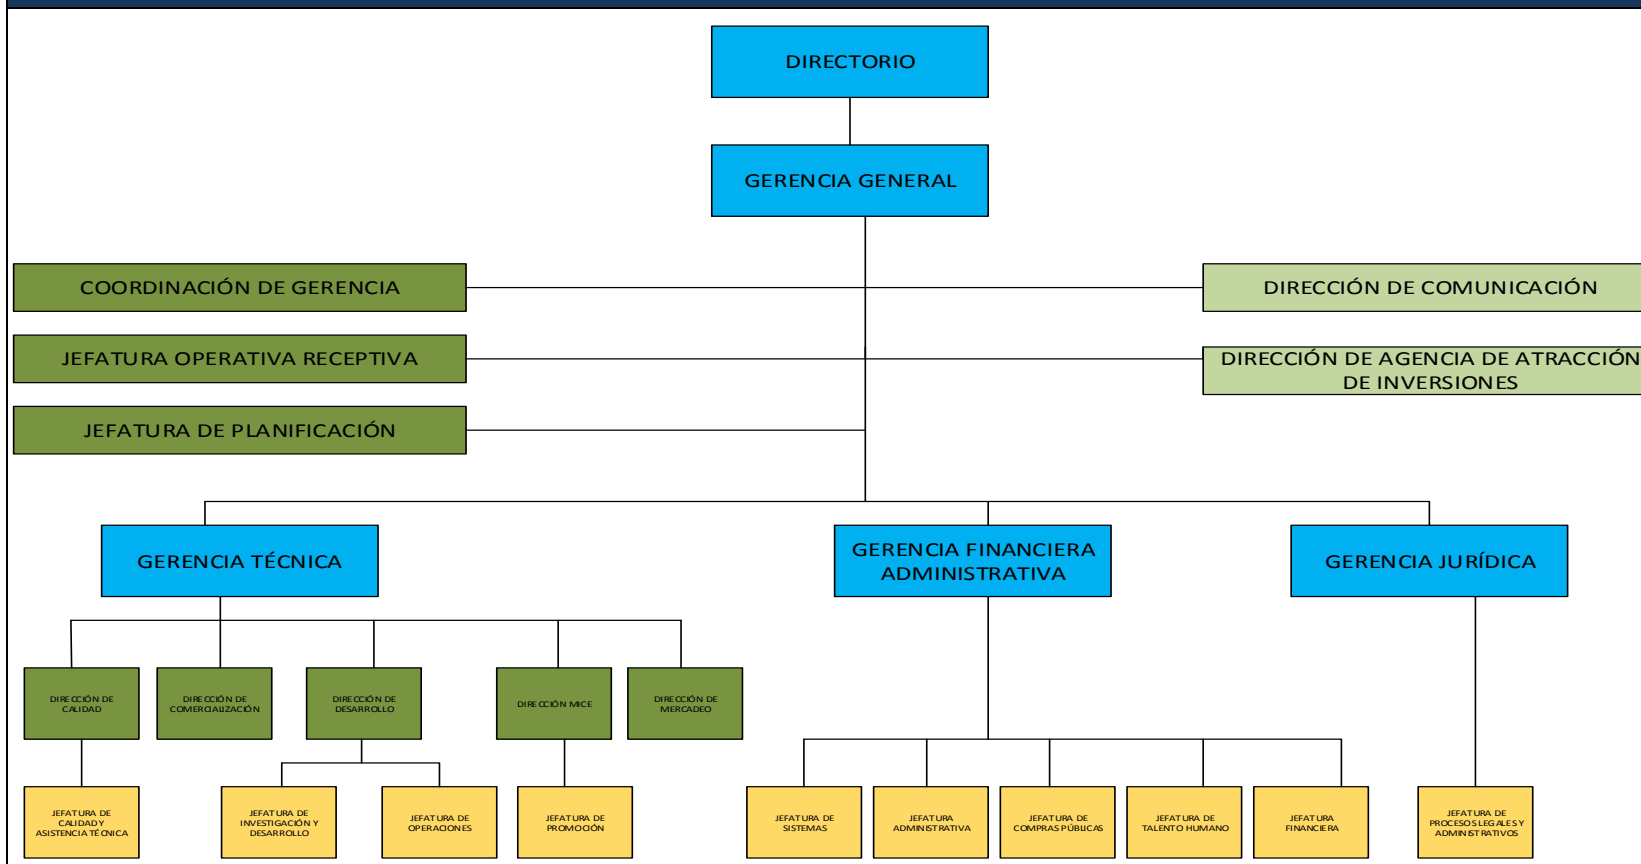 DIRECTORIO
GERENCIA GENERAL
COORDINACIÓN DE GERENCIA
DIRECCIÓN DE COMUNICACIÓN
JEFATURA OPERATIVA RECEPTIVA
DIRECCIÓN DE AGENCIA DE ATRACCIÓN
DE INVERSIONES
JEFATURA DE PLANIFICACIÓN
GERENCIA TÉCNICA
GERENCIA FINANCIERA
ADMINISTRATIVA
GERENCIA JURÍDICA
DIRECCIÓN DE
CALIDAD
DIRECCIÓN DE
COMERCIALIZACIÓN
DIRECCIÓN DE
DESARROLLO
DIRECCIÓN MICE
DIRECCIÓN DE
MERCADEO
JEFATURA DE
CALIDAD Y
ASISTENCIA TÉCNICA
JEFATURA DE
INVESTIGACIÓN Y
DESARROLLO
JEFATURA DE
OPERACIONES
JEFATURA DE
PROMOCIÓN
JEFATURA DE
SISTEMAS
JEFATURA
ADMINISTRATIVA
JEFATURA DE
COMPRAS PÚBLICAS
JEFATURA DE
TALENTO HUMANO
JEFATURA
FINANCIERA
JEFATURA DE
PROCESOS LEGALES Y
ADMINISTRATIVOS